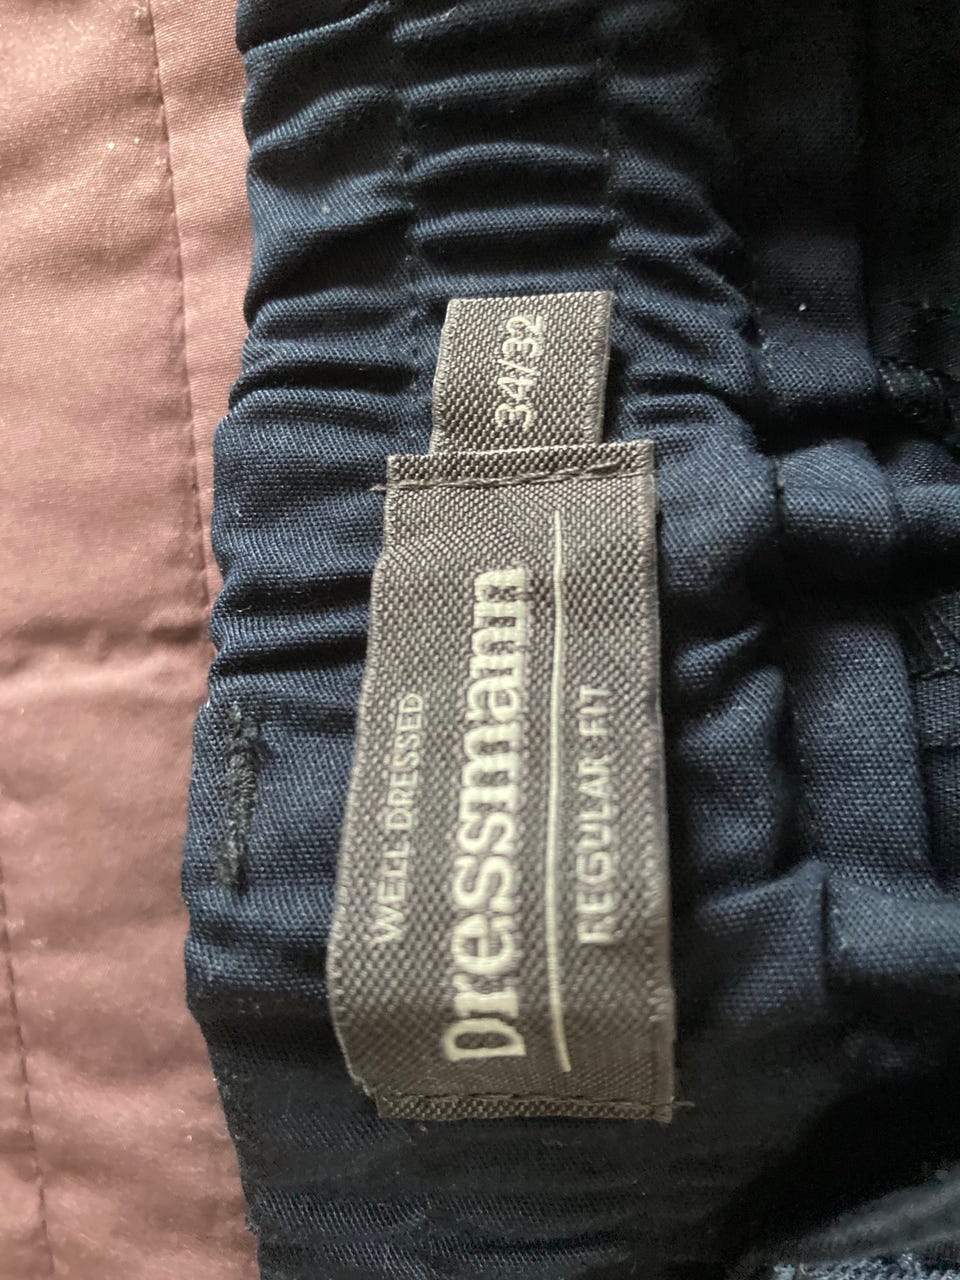 WELL DRESSED
Dressmann
REGULAR FIT
34/32